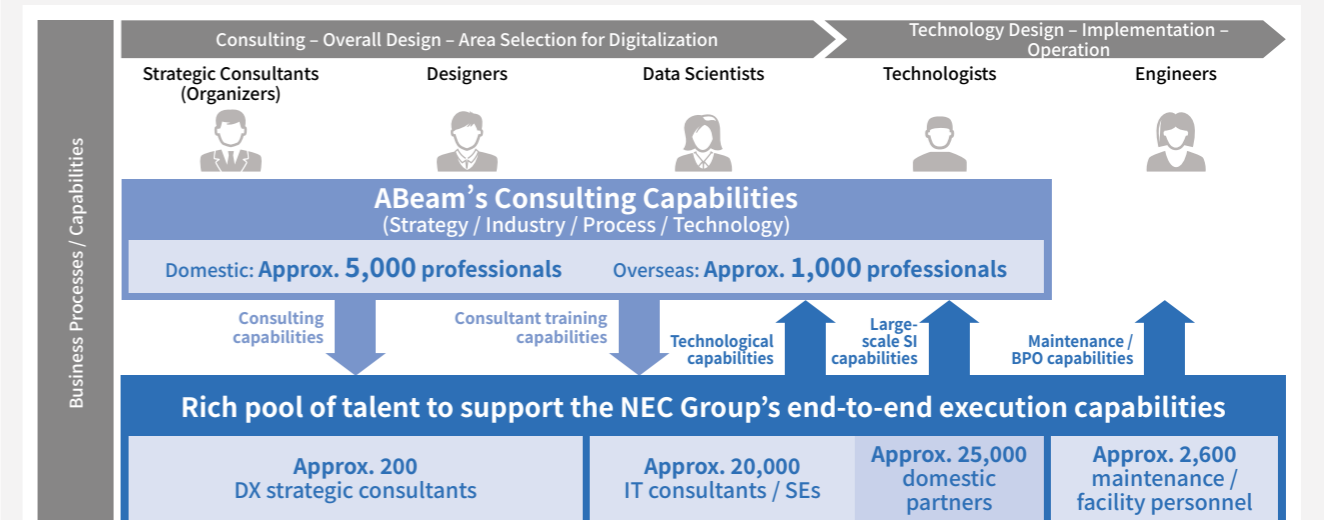 Business Processes / Capabilities
Consulting – Overall Design – Area Selection for Digitalization
Technology Design – Implementation –
Operation
Strategic Consultants
(Organizers)
Designers
Data Scientists
Technologists
Engineers
ABeam's Consulting Capabilities
(Strategy / Industry / Process / Technology)
Domestic: Approx. 5,000 professionals
Overseas: Approx. 1,000 professionals
Consulting
capabilities
Consultant training
capabilities
Technological
capabilities
Large-
scale SI
capabilities
Maintenance /
BPO capabilities
Rich pool of talent to support the NEC Group's end-to-end execution capabilities
Approx. 200
DX strategic consultants
Approx. 20,000
IT consultants / SEs
Approx. 25,000
domestic
partners
Approx. 2,600
maintenance /
facility personnel